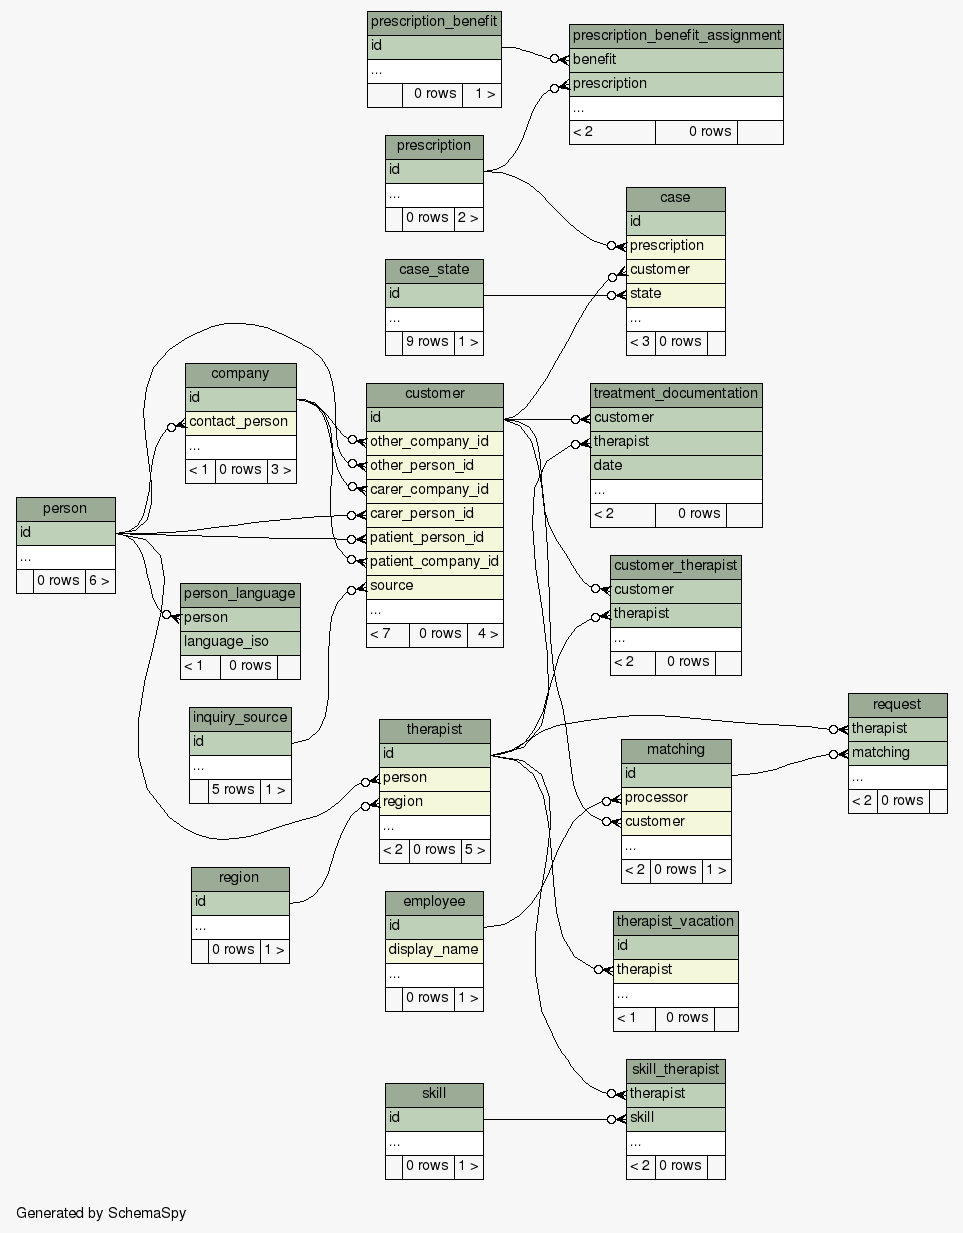 prescription_benefit
id
...
0 rows 1 >
prescription_benefit_assignment
benefit
prescription
...
< 2 0 rows
prescription
id
...
0 rows 2 >
case
id
prescription
customer
state
...
< 3 0 rows
case_state
id
...
9 rows 1 >
company
id
contact_person
...
< 1 0 rows 3 >
customer
id
other_company_id
other_person_id
carer_company_id
carer_person_id
patient_person_id
patient_company_id
source
...
< 7 0 rows 4 >
treatment_documentation
customer
therapist
date
...
< 2 0 rows
person
id
...
0 rows 6 >
customer_therapist
customer
therapist
...
< 2 0 rows
person_language
person
language_iso
< 1 0 rows
inquiry_source
id
...
5 rows 1 >
therapist
id
person
region
...
< 2 0 rows 5 >
request
therapist
matching
...
< 2 0 rows
matching
id
processor
customer
...
< 2 0 rows 1 >
region
id
...
0 rows 1 >
employee
id
display_name
...
0 rows 1 >
therapist_vacation
id
therapist
...
< 1 0 rows
skill
id
...
0 rows 1 >
skill_therapist
therapist
skill
...
< 2 0 rows
Generated by SchemaSpy